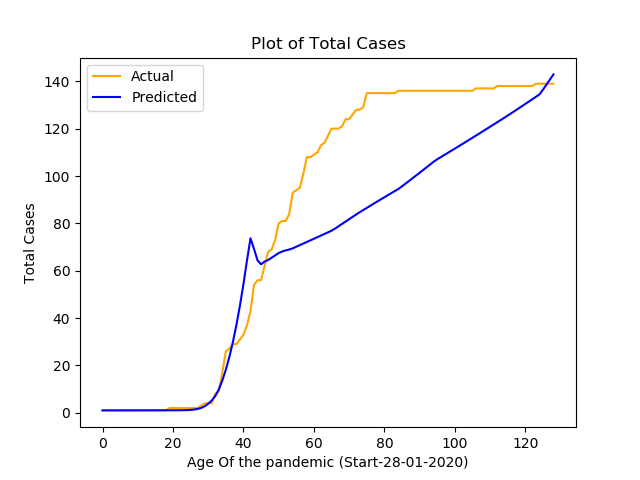 Plot of Total Cases
Actual
Predicted
140
120
100
80
60
40
20
0
Total Cases
0 20 40 60 80 100 120
Age Of the pandemic (Start-28-01-2020)